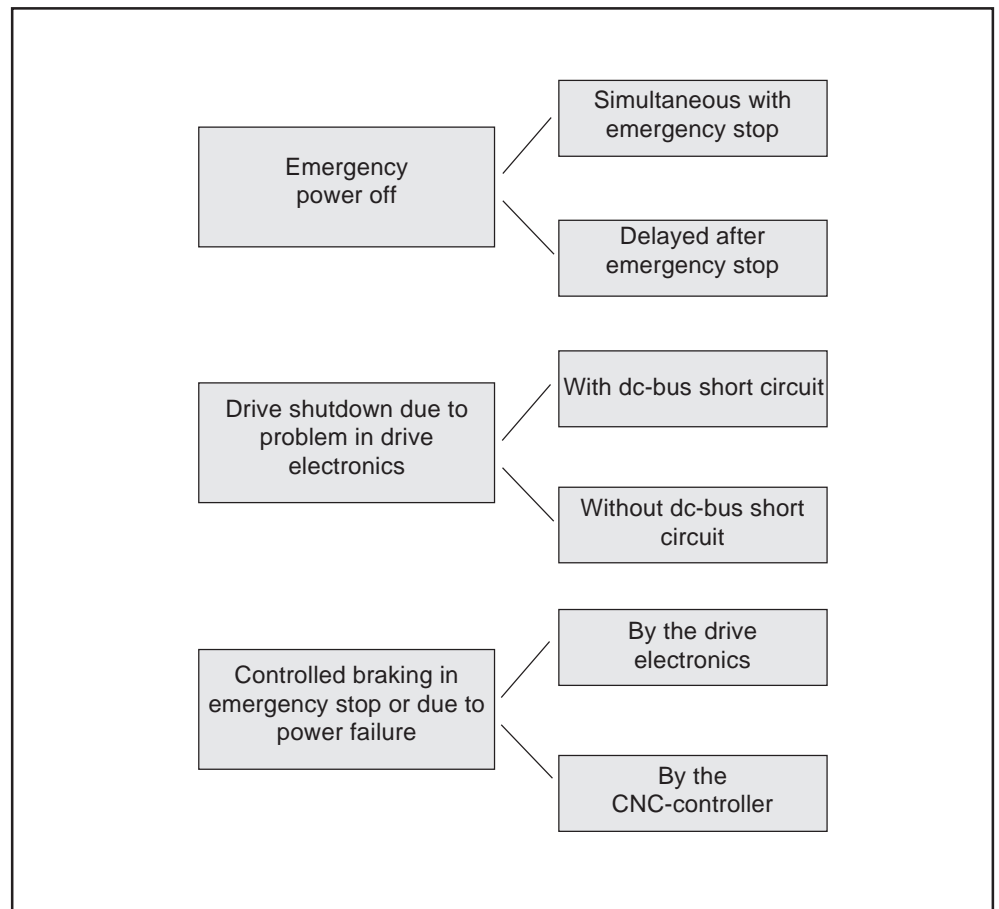 Emergency
power off
Simultaneous with
emergency stop
Delayed after
emergency stop
Drive shutdown due to
problem in drive
electronics
With dc-bus short circuit
Without dc-bus short
circuit
Controlled braking in
emergency stop or due to
power failure
By the drive
electronics
By the
CNC-controller